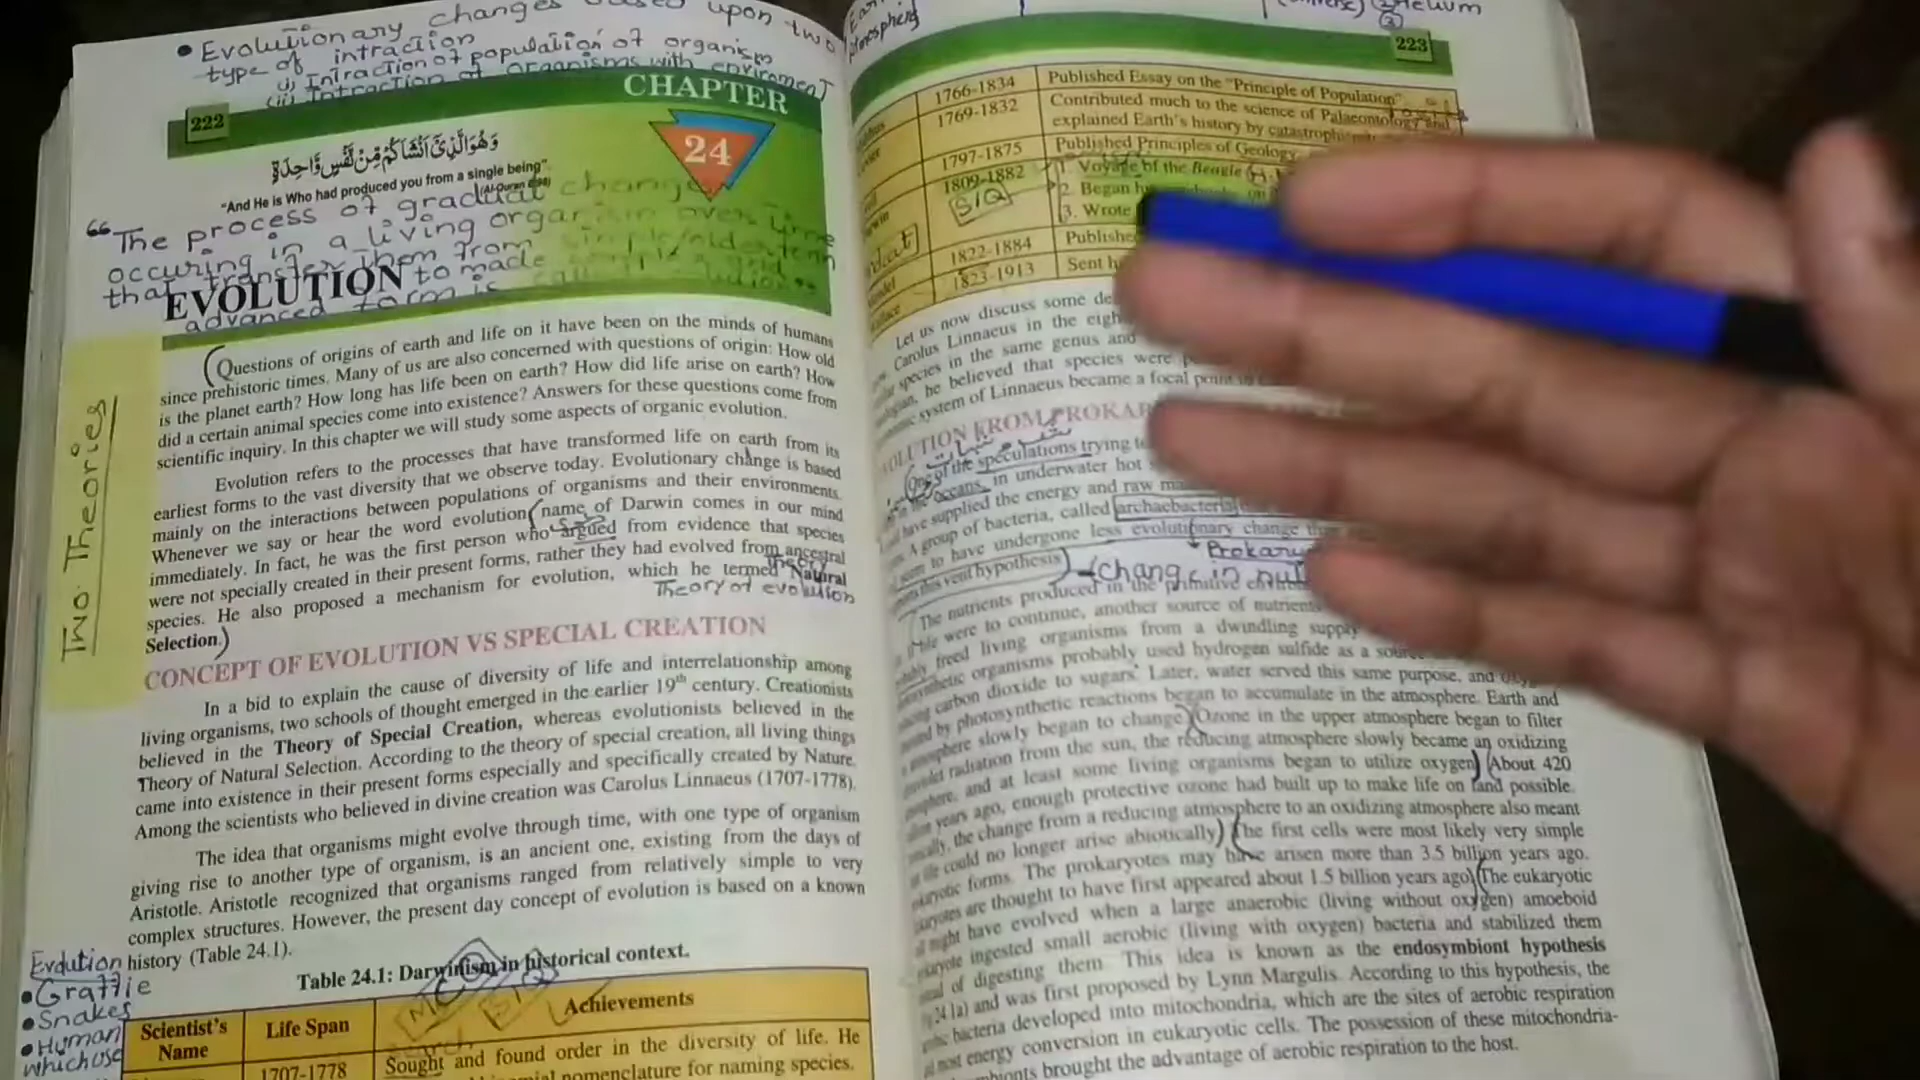 • Evolutionary changes based upon two
type of intraction
i) Intraction of population of organism
(ii) Intraction of organisms with enviroment
222
CHAPTER
24
وَهُوَالَّذِىٓ اَنْشَاَكُمْ مِّنْ نَّفْسٍ وَّاحِدَةٍ
"And He is Who had produced you from a single being".
“ The process of gradual change
occuring in a living organism over time
that transfer them from simple/older form
EVOLUTION
to made
advanced form is
Questions of origins of earth and life on it have been on the minds of humans
since prehistoric times. Many of us are also concerned with questions of origin: How old
is the planet earth? How long has life been on earth? How did life arise on earth? How
did a certain animal species come into existence? Answers for these questions come from
scientific inquiry. In this chapter we will study some aspects of organic evolution.
Evolution refers to the processes that have transformed life on earth from its
earliest forms to the vast diversity that we observe today. Evolutionary change is based
mainly on the interactions between populations of organisms and their environments.
Whenever we say or hear the word evolution (name of Darwin comes in our mind
immediately. In fact, he was the first person who argued from evidence that species
were not specially created in their present forms, rather they had evolved from ancestral
species. He also proposed a mechanism for evolution, which he termed Natural
Theory of evolution
Selection.)
Two Theories
CONCEPT OF EVOLUTION VS SPECIAL CREATION
In a bid to explain the cause of diversity of life and interrelationship among
living organisms, two schools of thought emerged in the earlier 19th century. Creationists
believed in the Theory of Special Creation, whereas evolutionists believed in the
Theory of Natural Selection. According to the theory of special creation, all living things
came into existence in their present forms especially and specifically created by Nature.
Among the scientists who believed in divine creation was Carolus Linnaeus (1707-1778).
The idea that organisms might evolve through time, with one type of organism
giving rise to another type of organism, is an ancient one, existing from the days of
Aristotle. Aristotle recognized that organisms ranged from relatively simple to very
complex structures. However, the present day concept of evolution is based on a known
history (Table 24.1).
Evolution
• Graffie
• Snakes
• Human
which use
Table 24.1: Darwinism in historical context.
MCQ
SIQ
Scientist's Name
Life Span
Achievements
1707-1778
Sought and found order in the diversity of life. He
nomenclature for naming species.
223
1766-1834 Published Essay on the "Principle of Population"
1769-1832 Contributed much to the science of Palaeontology and
explained Earth's history by
1797-1875 Published Principles of Geology
1809-1882 1. Voyage of the Beagle
SIQ
2. Began
3. Wrote
1822-1884 Published
1823-1913 Sent
Let us now discuss some
Carolus Linnaeus in the
species in the same genus and
he believed that species were
system of Linnaeus became a focal point
FROM PROKAR
(One of the speculations trying
oceans, in underwater hot
have supplied the energy and raw
A group of bacteria, called archaebacteria
to have undergone less evolutionary change
this vent hypothesis)
Prokary
Change in
The nutrients produced in the primitive
were to continue, another source of nutrients
freed living organisms from a dwindling supply
organisms probably used hydrogen sulfide as a
carbon dioxide to sugars. Later, water served this same purpose, and
by photosynthetic reactions began to accumulate in the atmosphere. Earth and
slowly began to change.) (Ozone in the upper atmosphere began to filter
radiation from the sun, the reducing atmosphere slowly became an oxidizing
and at least some living organisms began to utilize oxygen) (About 420
years ago, enough protective ozone had built up to make life on land possible.
the change from a reducing atmosphere to an oxidizing atmosphere also meant
life could no longer arise abiotically) (The first cells were most likely very simple
forms. The prokaryotes may have arisen more than 3.5 billion years ago.
are thought to have first appeared about 1.5 billion years ago) (The eukaryotic
might have evolved when a large anaerobic (living without oxygen) amoeboid
ingested small aerobic (living with oxygen) bacteria and stabilized them
of digesting them. This idea is known as the endosymbiont hypothesis
and was first proposed by Lynn Margulis. According to this hypothesis, the
bacteria developed into mitochondria, which are the sites of aerobic respiration
energy conversion in eukaryotic cells. The possession of these mitochondria-
brought the advantage of aerobic respiration to the host.